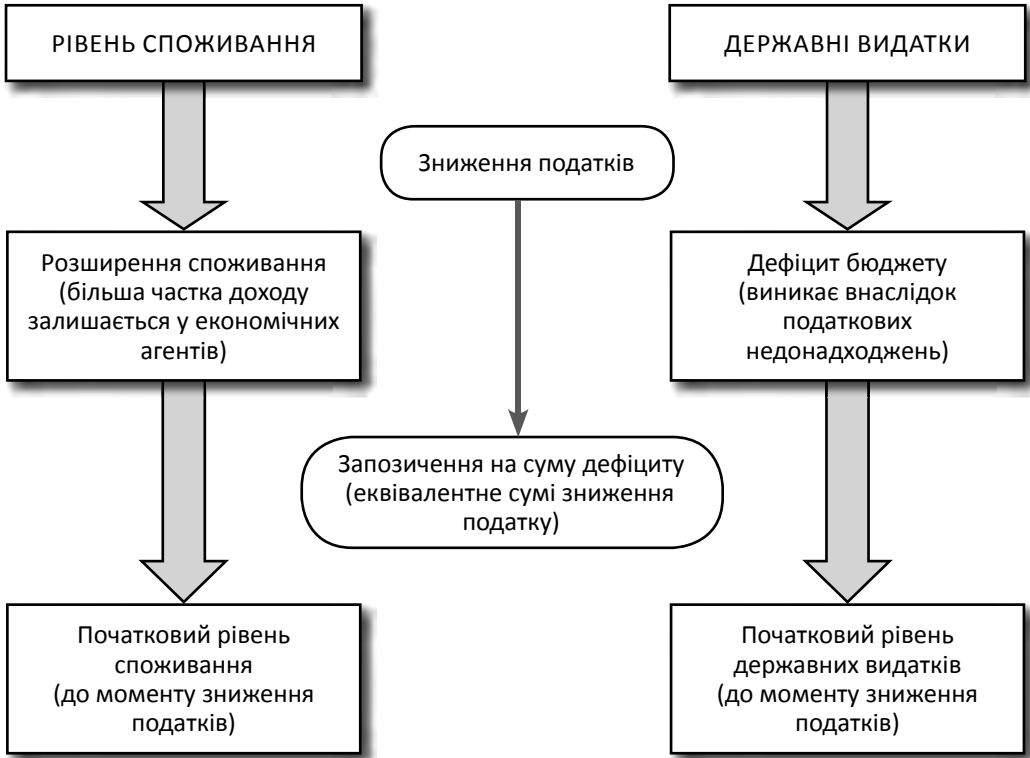 РІВЕНЬ СПОЖИВАННЯ
ДЕРЖАВНІ ВИДАТКИ
Зниження податків
Розширення споживання
(більша частка доходу
залишається у економічних
агентів)
Дефіцит бюджету
(виникає внаслідок
податкових
недонадходжень)
Запозичення на суму дефіциту
(еквівалентне сумі зниження
податку)
Початковий рівень
споживання
(до моменту зниження
податків)
Початковий рівень
державних видатків
(до моменту зниження
податків)